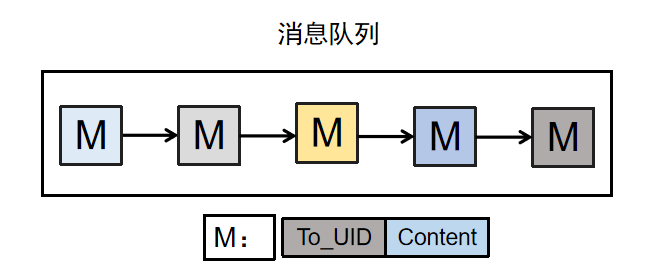 消息队列
M M M M M
M： To_UID Content